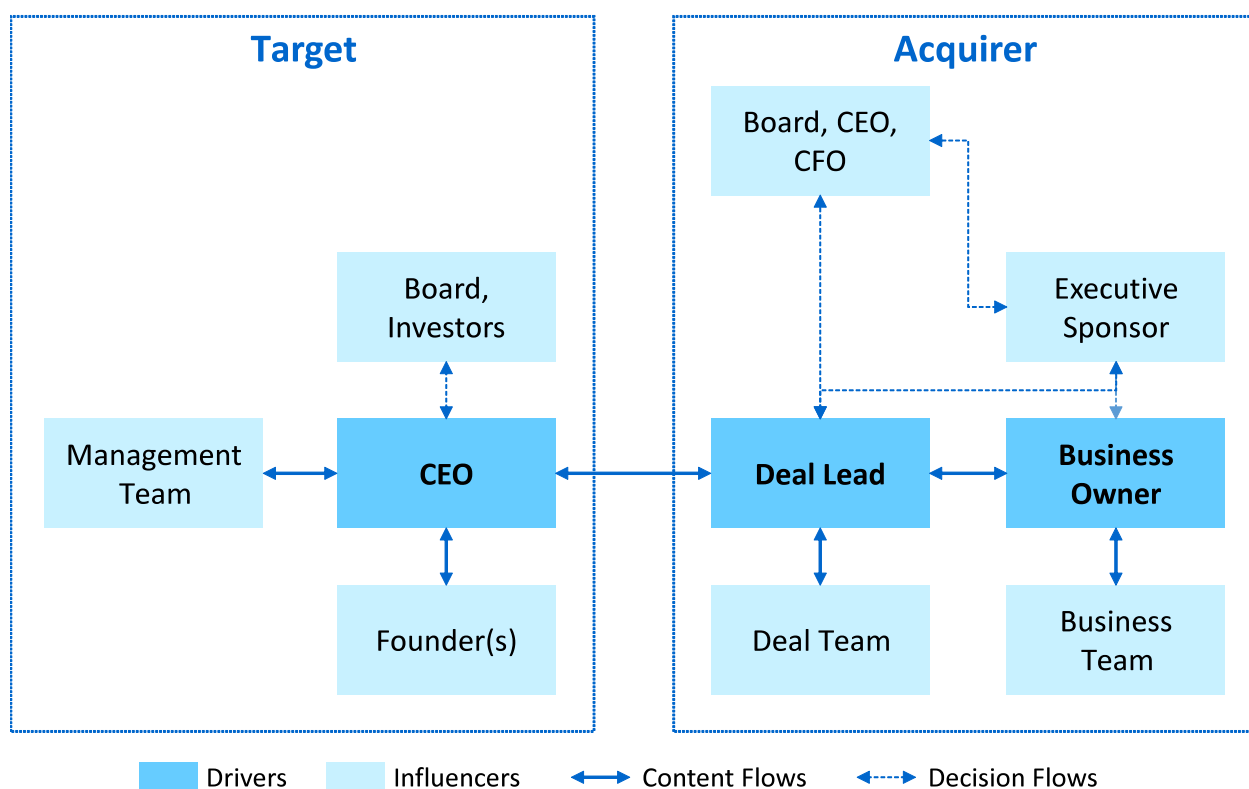 Target
Acquirer
Board, CEO,
CFO
Board,
Investors
Executive
Sponsor
Management
Team
CEO
Deal Lead
Business
Owner
Founder(s)
Deal Team
Business
Team
Drivers
Influencers
Content Flows
Decision Flows